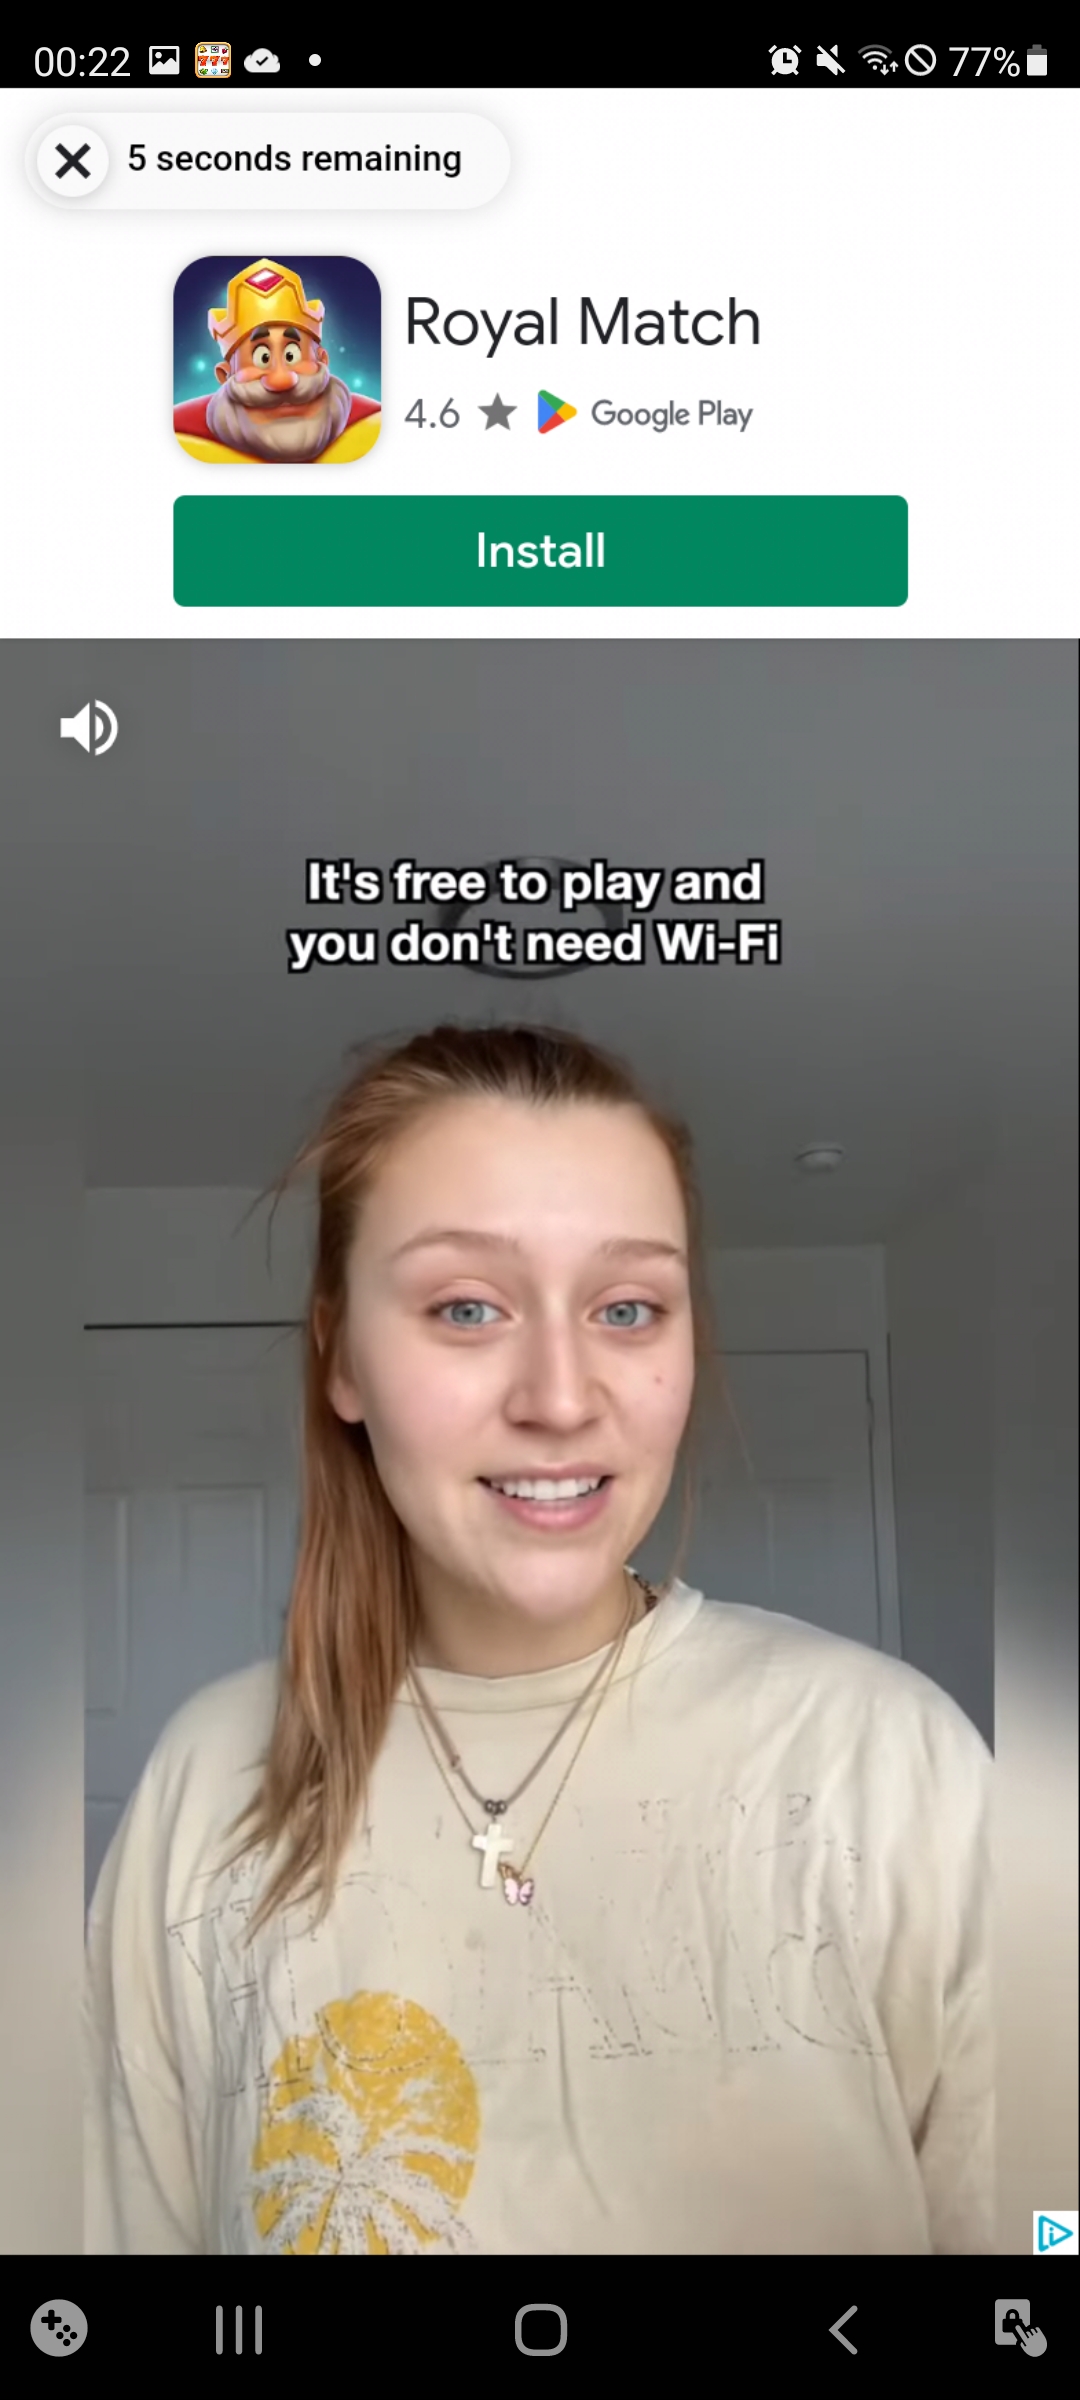 00:22
77%
5 seconds remaining
Royal Match
4.6 ★ Google Play
Install
It's free to play and
you don't need Wi-Fi